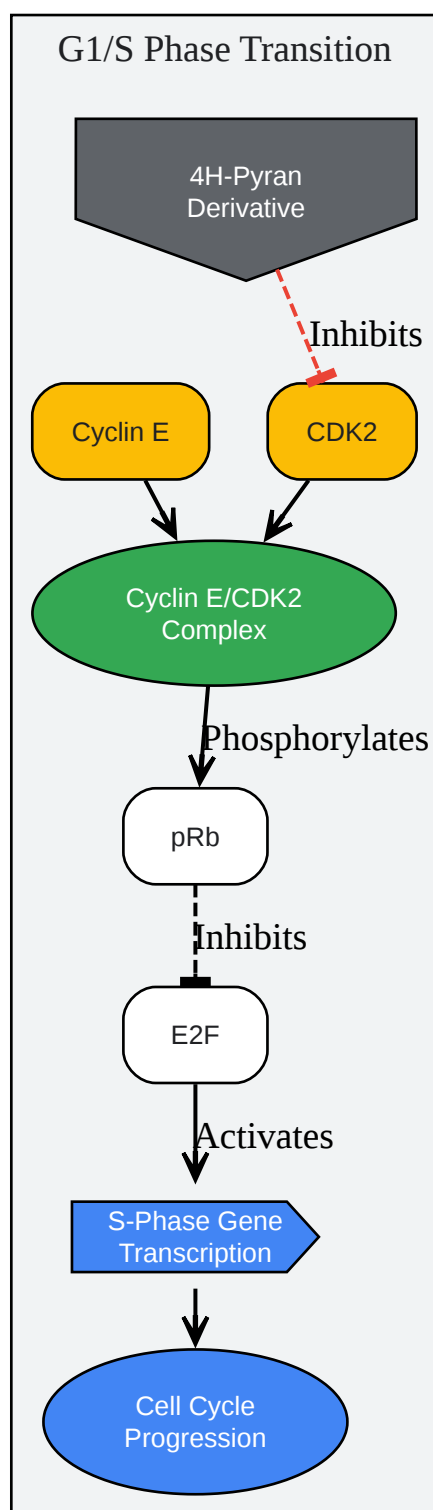 G1/S Phase Transition
4H-Pyran
Derivative
Inhibits
Cyclin E
CDK2
Cyclin E/CDK2
Complex
Phosphorylates
pRb
Inhibits
E2F
Activates
S-Phase Gene
Transcription
Cell Cycle
Progression